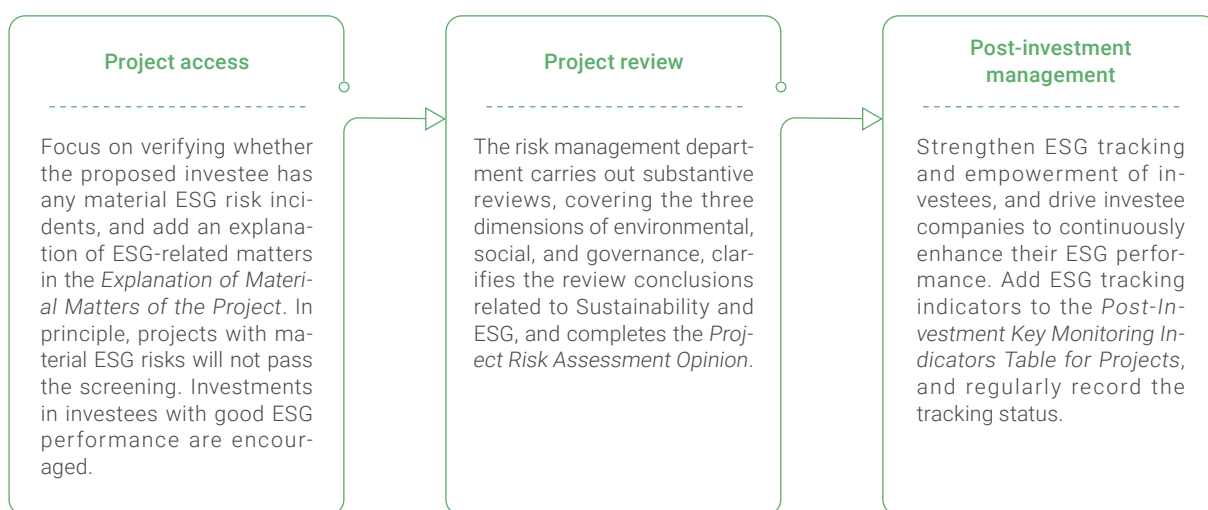 Project access
Focus on verifying whether
the proposed investee has
any material ESG risk inci-
dents, and add an explana-
tion of ESG-related matters
in the Explanation of Materi-
al Matters of the Project. In
principle, projects with ma-
terial ESG risks will not pass
the screening. Investments
in investees with good ESG
performance are encour-
aged.
Project review
The risk management depart-
ment carries out substantive
reviews, covering the three
dimensions of environmental,
social, and governance, clar-
ifies the review conclusions
related to Sustainability and
ESG, and completes the Proj-
ect Risk Assessment Opinion.
Post-investment
management
Strengthen ESG tracking
and empowerment of in-
vestees, and drive investee
companies to continuously
enhance their ESG perfor-
mance. Add ESG tracking
indicators to the Post-In-
vestment Key Monitoring In-
dicators Table for Projects,
and regularly record the
tracking status.